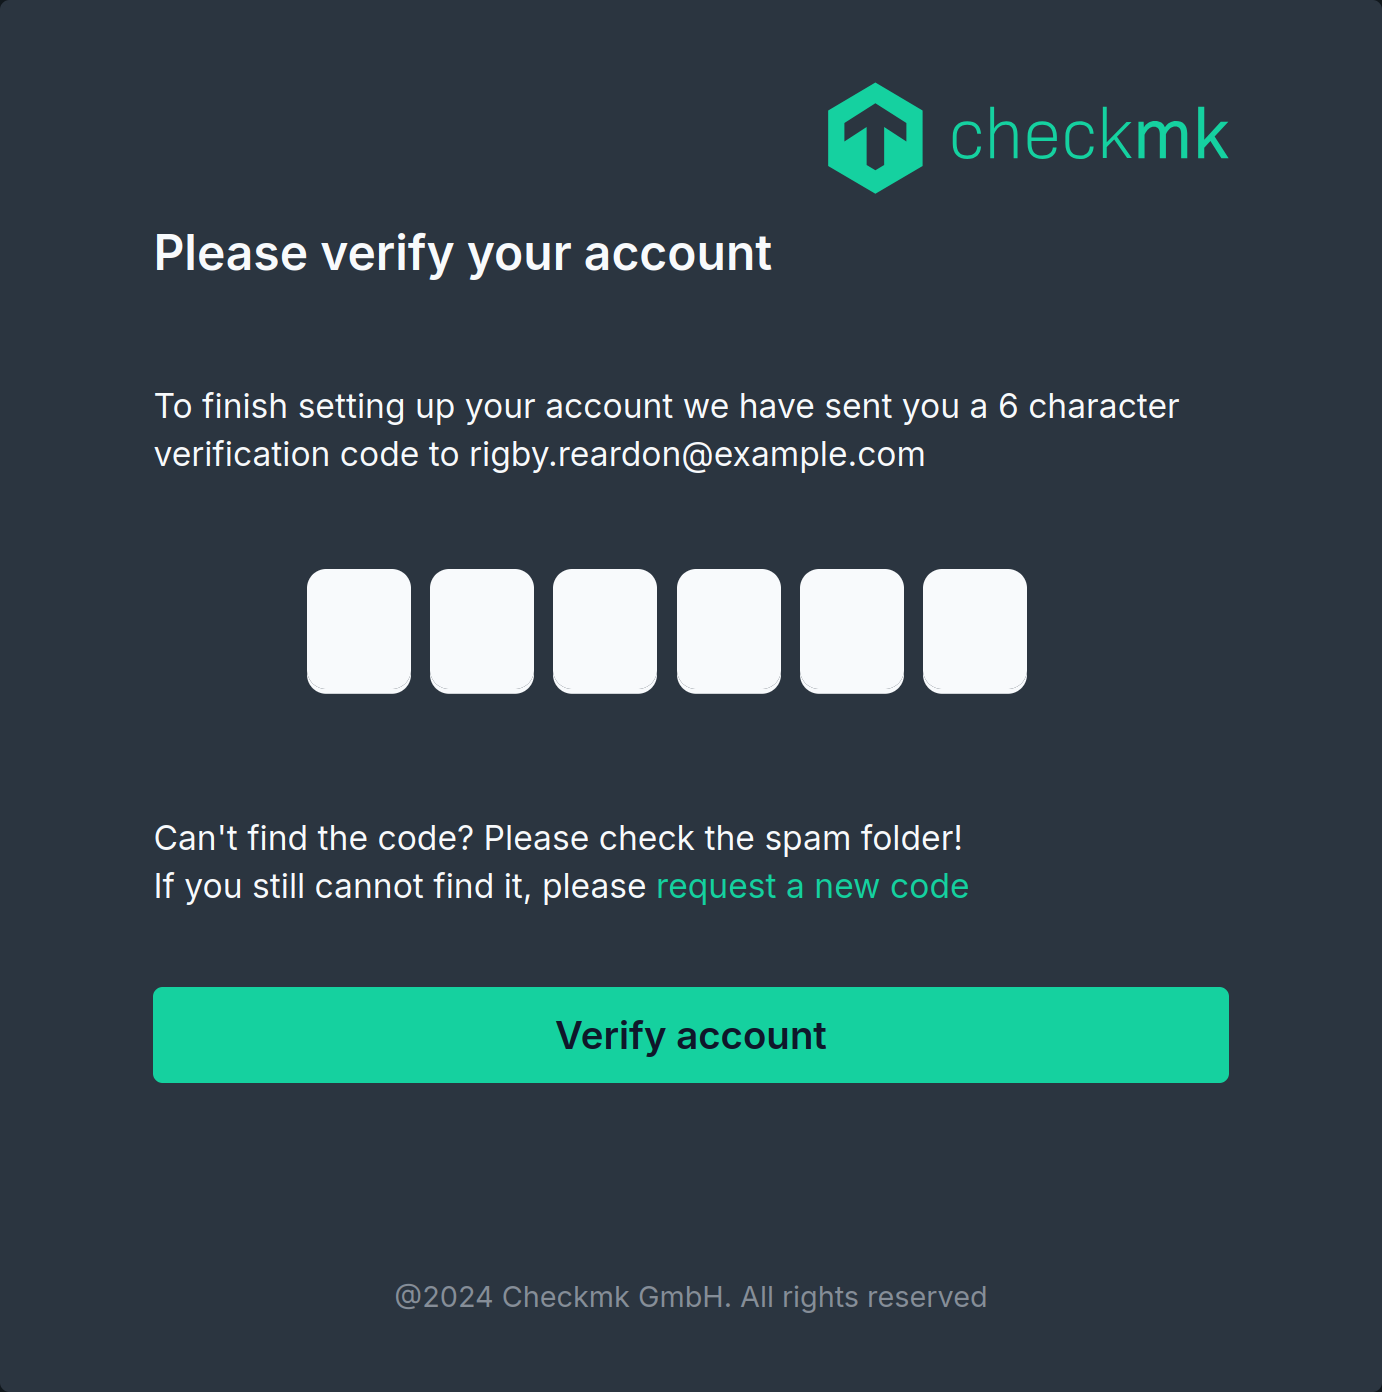 checkmk
Please verify your account
To finish setting up your account we have sent you a 6 character
verification code to rigby.reardon@example.com
Can't find the code? Please check the spam folder!
If you still cannot find it, please request a new code
Verify account
@2024 Checkmk GmbH. All rights reserved